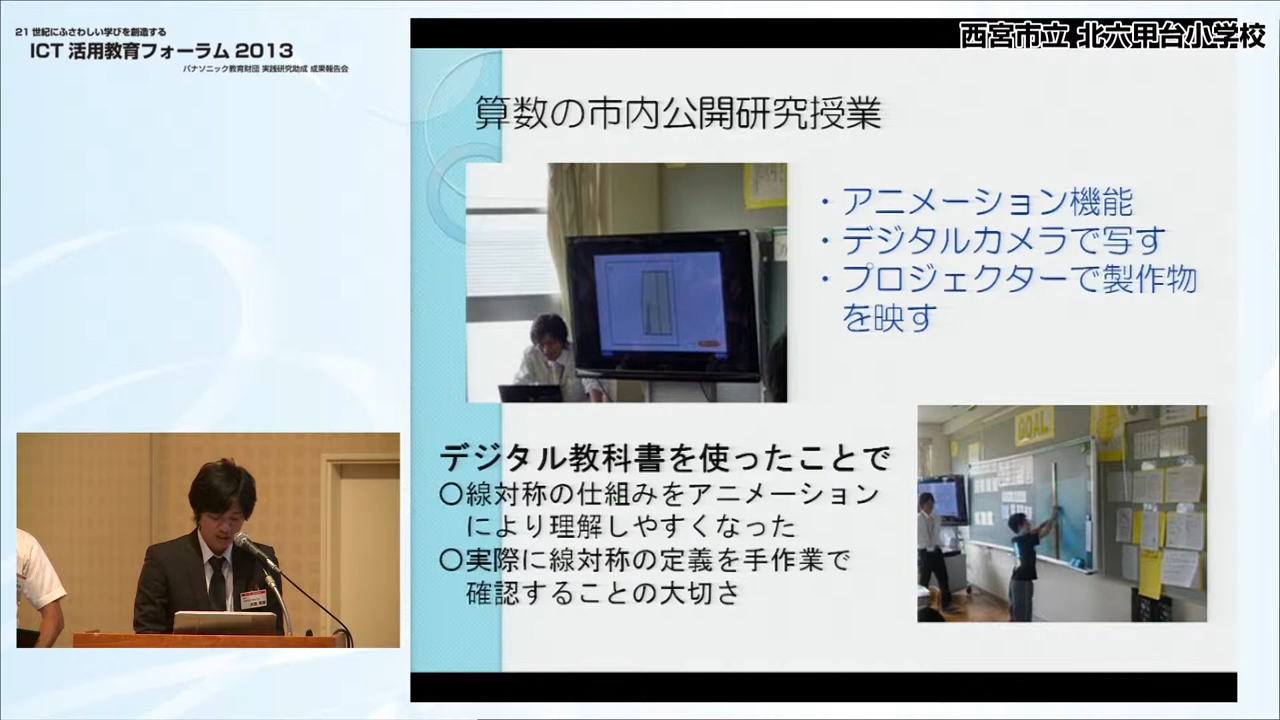 21世紀にふさわしい学びを創造する
ICT 活用教育フォーラム 2013
パナソニック教育財団 実践研究助成 成果報告会
西宮市立 北六甲台小学校
算数の市内公開研究授業
・アニメーション機能
・デジタルカメラで写す
・プロジェクターで製作物
を映す
デジタル教科書を使ったことで
○線対称の仕組みをアニメーション
により理解しやすくなった
○実際に線対称の定義を手作業で
確認することの大切さ
GOAL